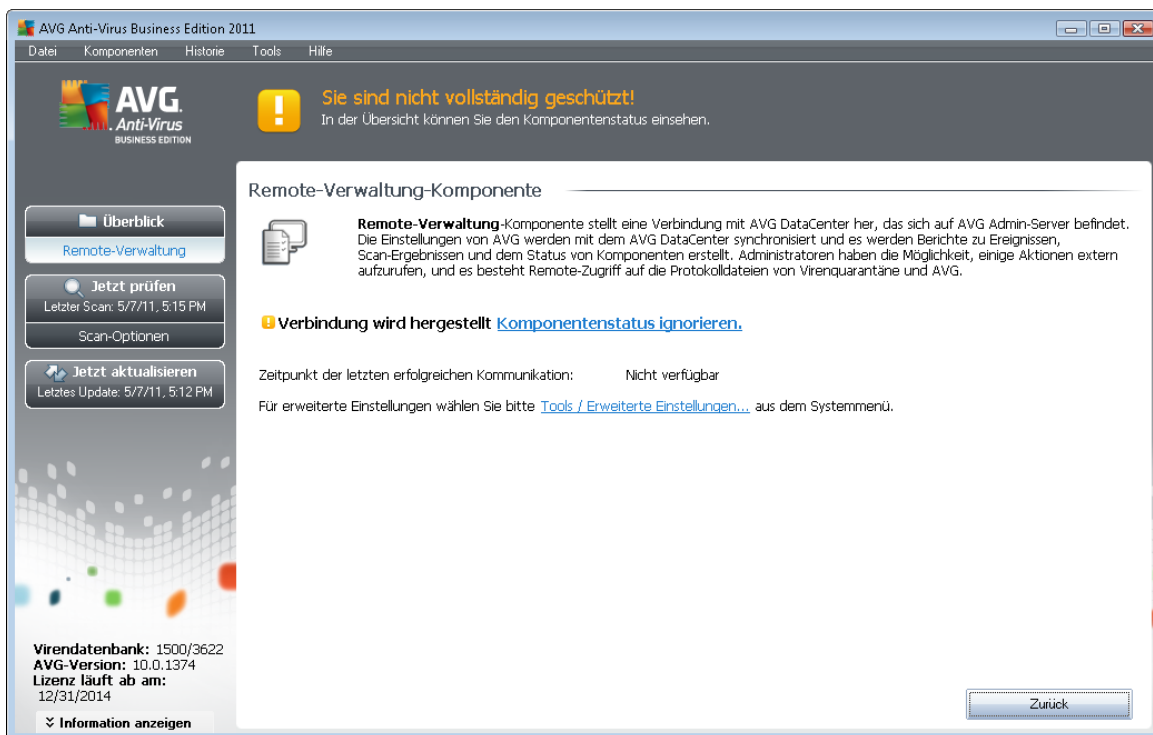 AVG Anti-Virus Business Edition 2011
Datei Komponenten Historie Tools Hilfe
AVG.
Anti-Virus
BUSINESS EDITION
Sie sind nicht vollständig geschützt!
In der Übersicht können Sie den Komponentenstatus einsehen.
Überblick
Remote-Verwaltung
Jetzt prüfen
Letzter Scan: 5/7/11, 5:15 PM
Scan-Optionen
Jetzt aktualisieren
Letztes Update: 5/7/11, 5:12 PM
Virendatenbank: 1500/3622
AVG-Version: 10.0.1374
Lizenz läuft ab am:
12/31/2014
Information anzeigen
Remote-Verwaltung-Komponente
Remote-Verwaltung-Komponente stellt eine Verbindung mit AVG DataCenter her, das sich auf AVG Admin-Server befindet.
Die Einstellungen von AVG werden mit dem AVG DataCenter synchronisiert und es werden Berichte zu Ereignissen,
Scan-Ergebnissen und dem Status von Komponenten erstellt. Administratoren haben die Möglichkeit, einige Aktionen extern
aufzurufen, und es besteht Remote-Zugriff auf die Protokolldateien von Virenquarantäne und AVG.
Verbindung wird hergestellt Komponentenstatus ignorieren.
Zeitpunkt der letzten erfolgreichen Kommunikation: Nicht verfügbar
Für erweiterte Einstellungen wählen Sie bitte Tools / Erweiterte Einstellungen... aus dem Systemmenü.
Zurück